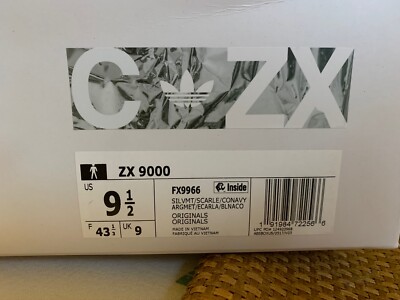 C ZX
ZX 9000
US
9 1/2
F 43 1/3
UK 9
FX9966
Inside
SILVMT/SCARLE/CONAVY
ARGMET/ECARLA/BLNACO
ORIGINALS
ORIGINALS
MADE IN VIETNAM
FABRIQUÉ AU VIETNAM